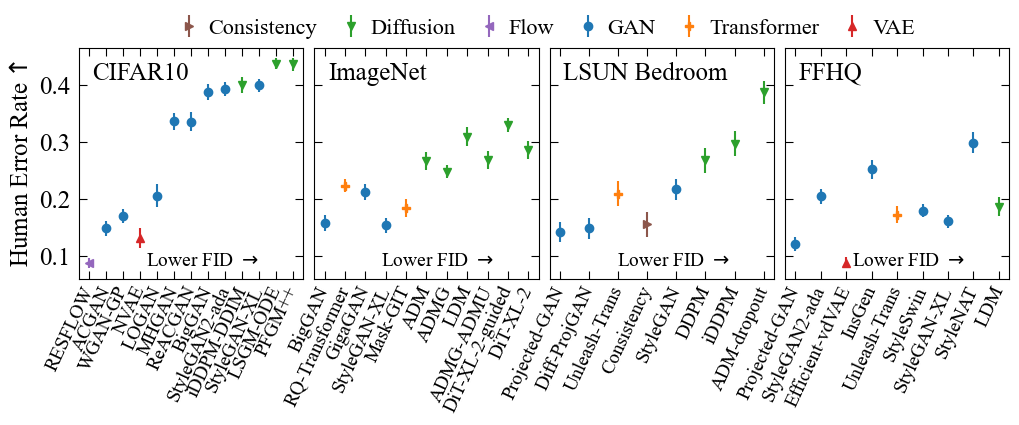 Consistency Diffusion Flow GAN Transformer VAE
Human Error Rate ↑
0.4
0.3
0.2
0.1
CIFAR10
Lower FID →
RESFLOW
ACGAN
WGAN-GP
NVAE
LOGAN
MHGAN
ReACGAN
BigGAN
StyleGAN2-ada
iDDPM-DDIM
StyleGAN-XL
LSGM-ODE
PFGM++
ImageNet
Lower FID →
BigGAN
RQ-Transformer
GigaGAN
StyleGAN-XL
Mask-GIT
ADM
ADMG
LDM
ADMG-ADMU
DiT-XL-2-guided
DiT-XL-2
LSUN Bedroom
Lower FID →
Projected-GAN
Diff-ProjGAN
Unleash-Trans
Consistency
StyleGAN
DDPM
iDDPM
ADM-dropout
FFHQ
Lower FID →
Projected-GAN
StyleGAN2-ada
Efficient-vdVAE
InsGen
Unleash-Trans
StyleSwin
StyleGAN-XL
StyleNAT
LDM